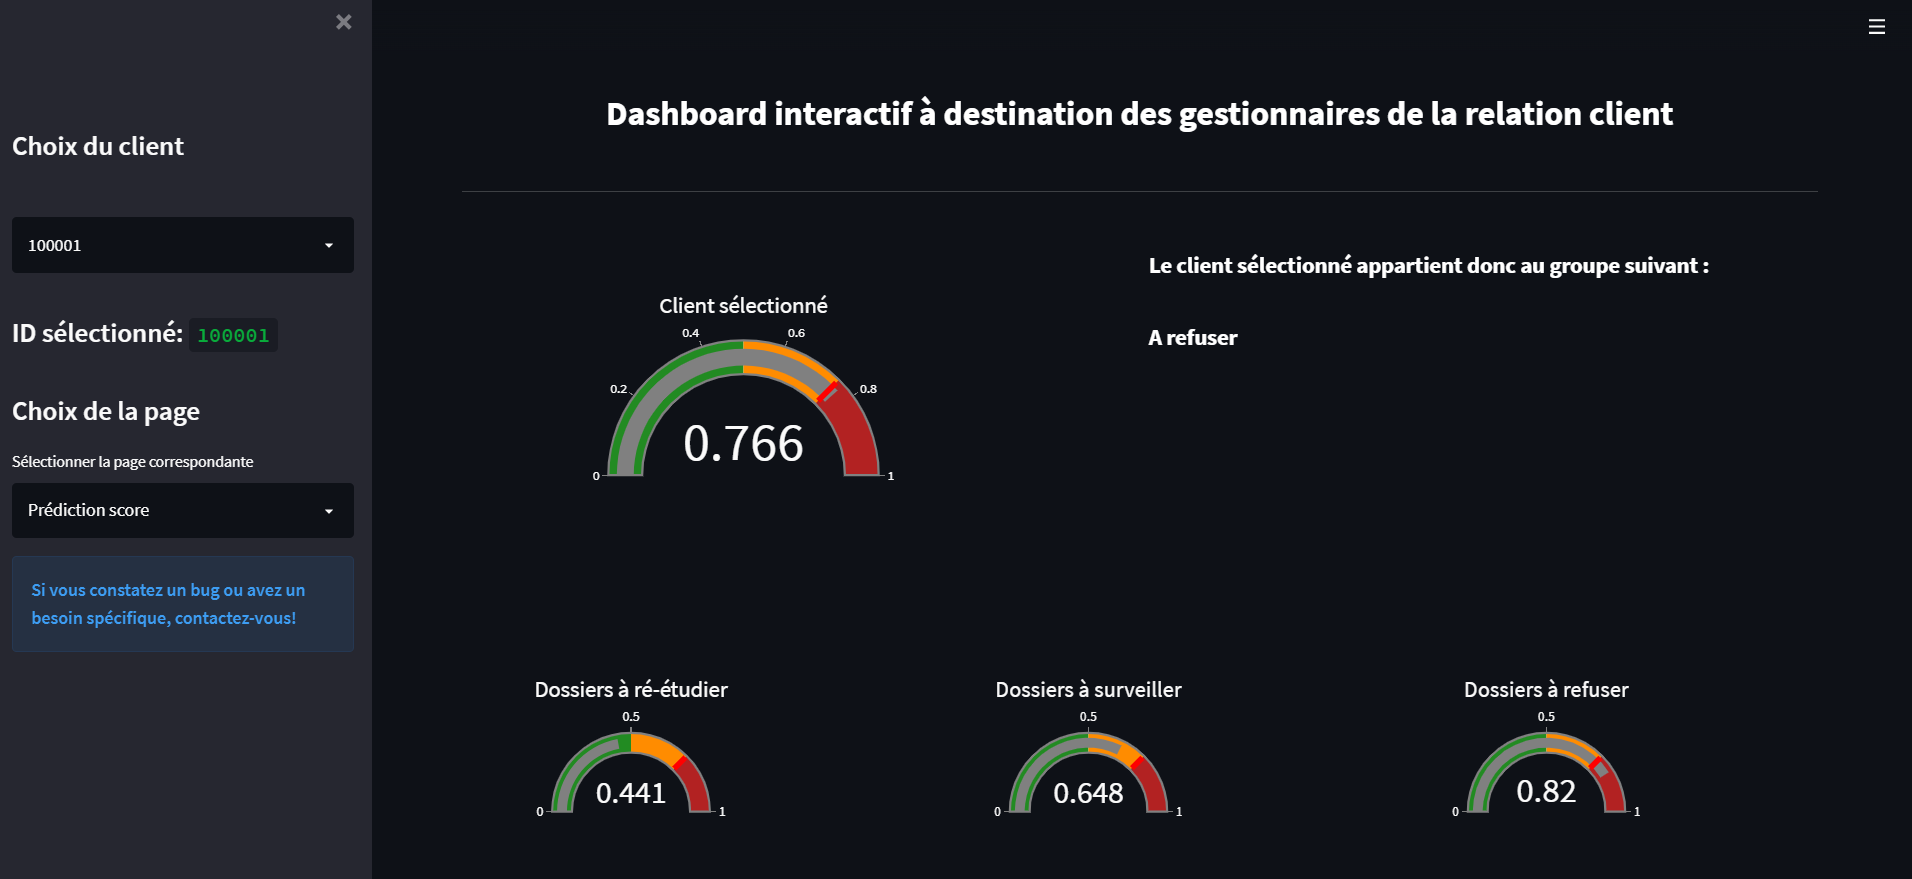 Choix du client
100001
ID sélectionné: 100001
Choix de la page
Sélectionner la page correspondante
Prédiction score
Si vous constatez un bug ou avez un
besoin spécifique, contactez-vous!
Dashboard interactif à destination des gestionnaires de la relation client
Client sélectionné
0
0.2
0.4
0.6
0.8
1
0.766
Le client sélectionné appartient donc au groupe suivant :
A refuser
Dossiers à ré-étudier
0
0.5
1
0.441
Dossiers à surveiller
0
0.5
1
0.648
Dossiers à refuser
0
0.5
1
0.82